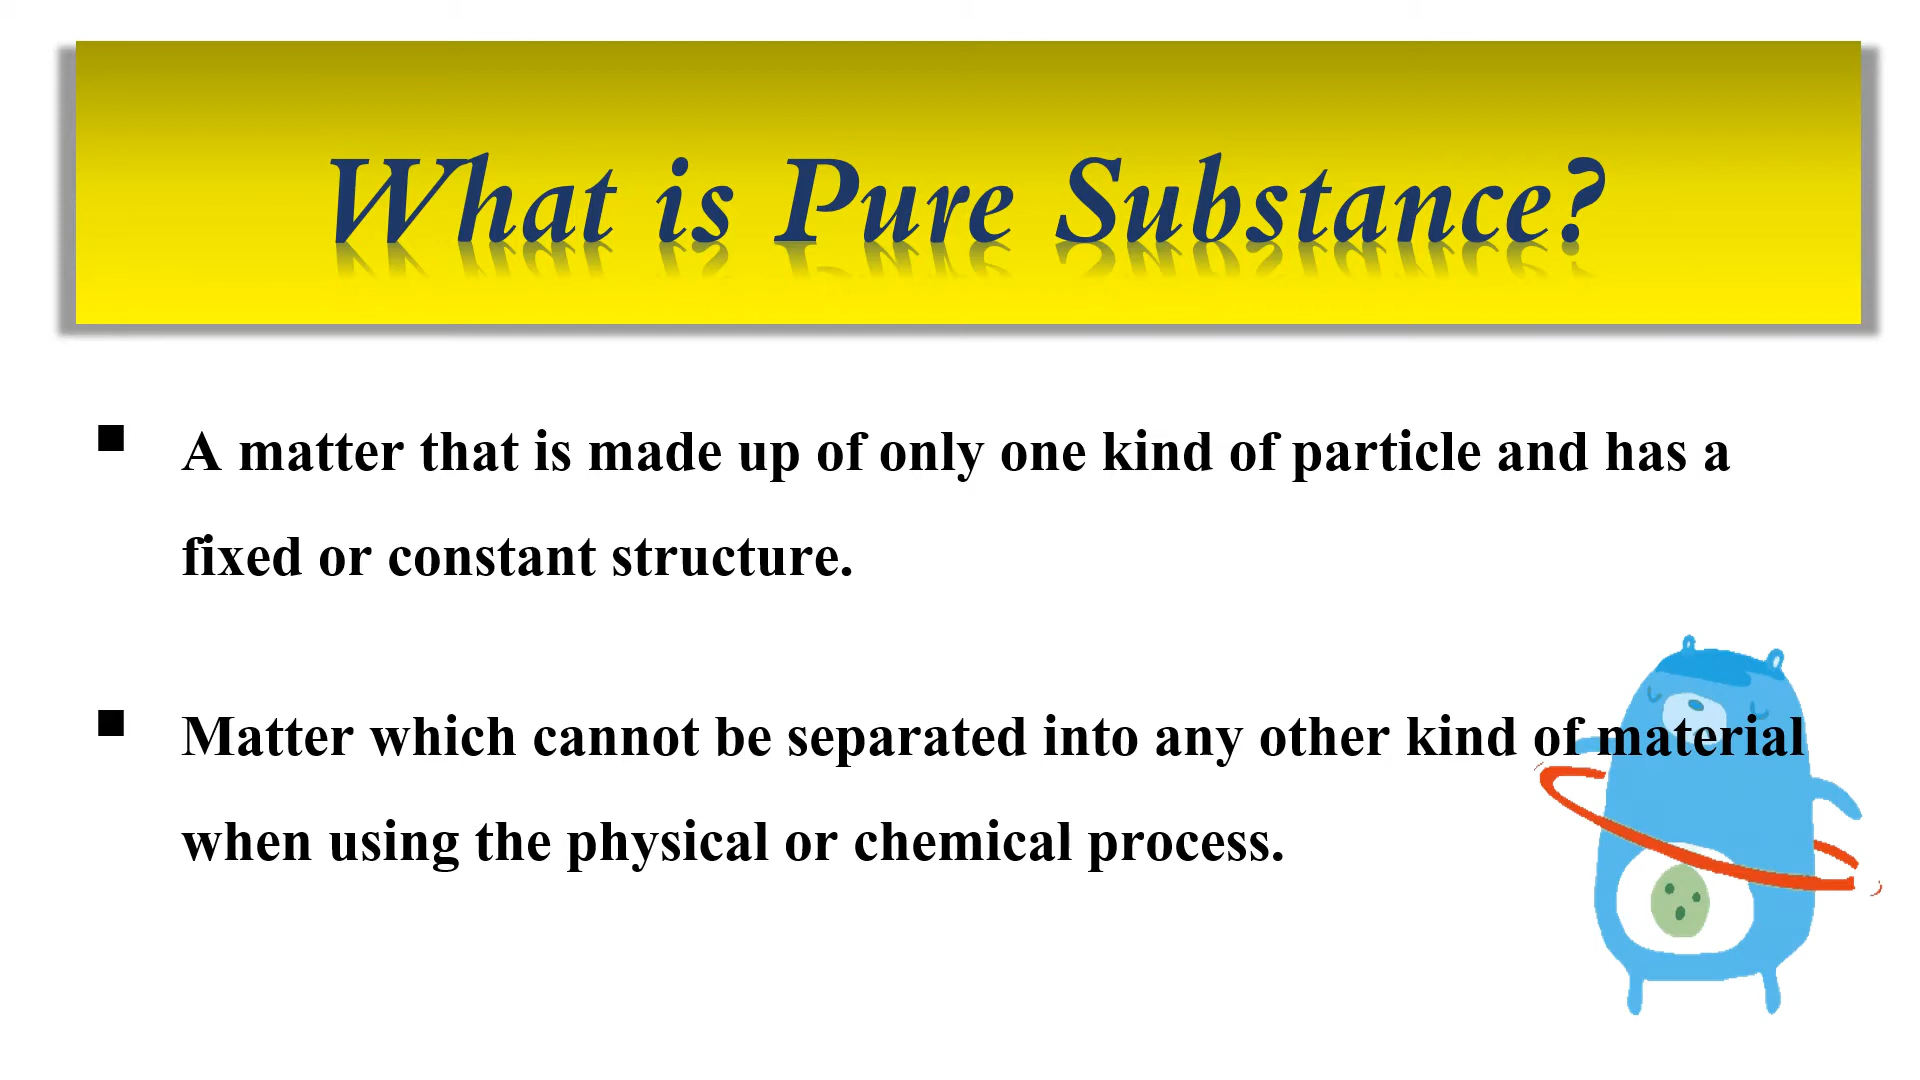 What is Pure Substance?
▪ A matter that is made up of only one kind of particle and has a
fixed or constant structure.
▪ Matter which cannot be separated into any other kind of material
when using the physical or chemical process.